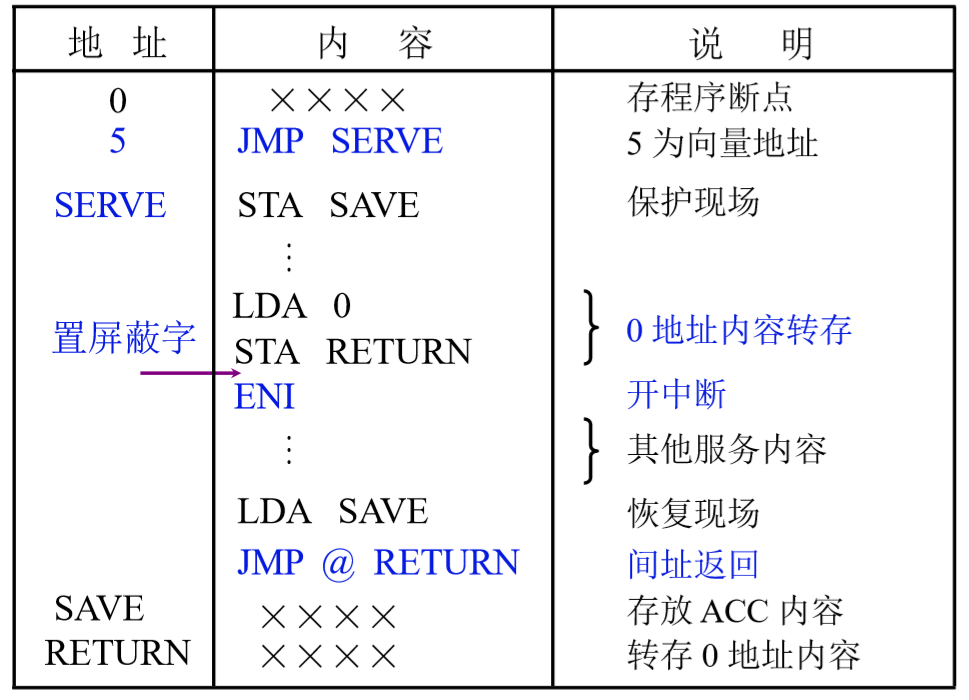 地 址 内 容 说 明
0 ×××× 存程序断点
5 JMP SERVE 5 为向量地址
SERVE STA SAVE 保护现场
⋮
LDA 0
置屏蔽字 } 0 地址内容转存
STA RETURN
ENI 开中断
⋮ } 其他服务内容
LDA SAVE 恢复现场
JMP @ RETURN 间址返回
SAVE ×××× 存放 ACC 内容
RETURN ×××× 转存 0 地址内容